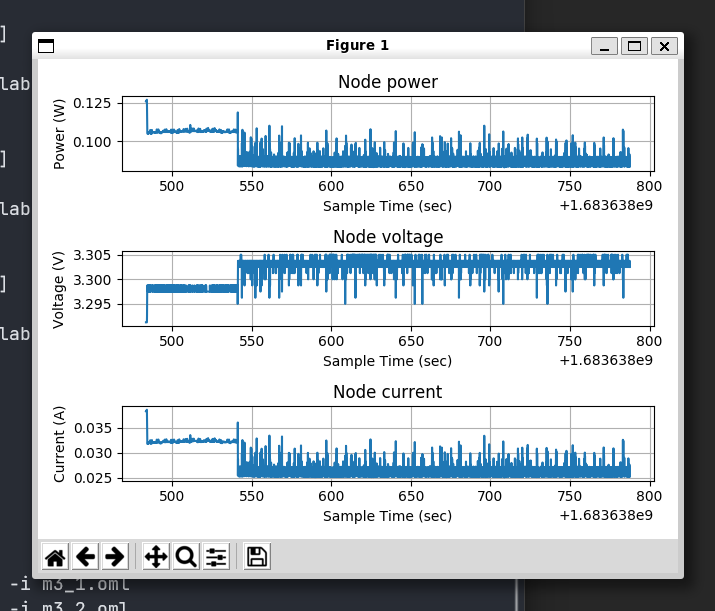 ]
lab
]
lab
]
lab
Figure 1
Node power
Power (W)
0.125
0.100
500 550 600 650 700 750 800
Sample Time (sec)
+1.683638e9
Node voltage
Voltage (V)
3.305
3.300
3.295
500 550 600 650 700 750 800
Sample Time (sec)
+1.683638e9
Node current
Current (A)
0.035
0.030
0.025
500 550 600 650 700 750 800
Sample Time (sec)
+1.683638e9
-i m3_1.oml
-i m3_2.oml